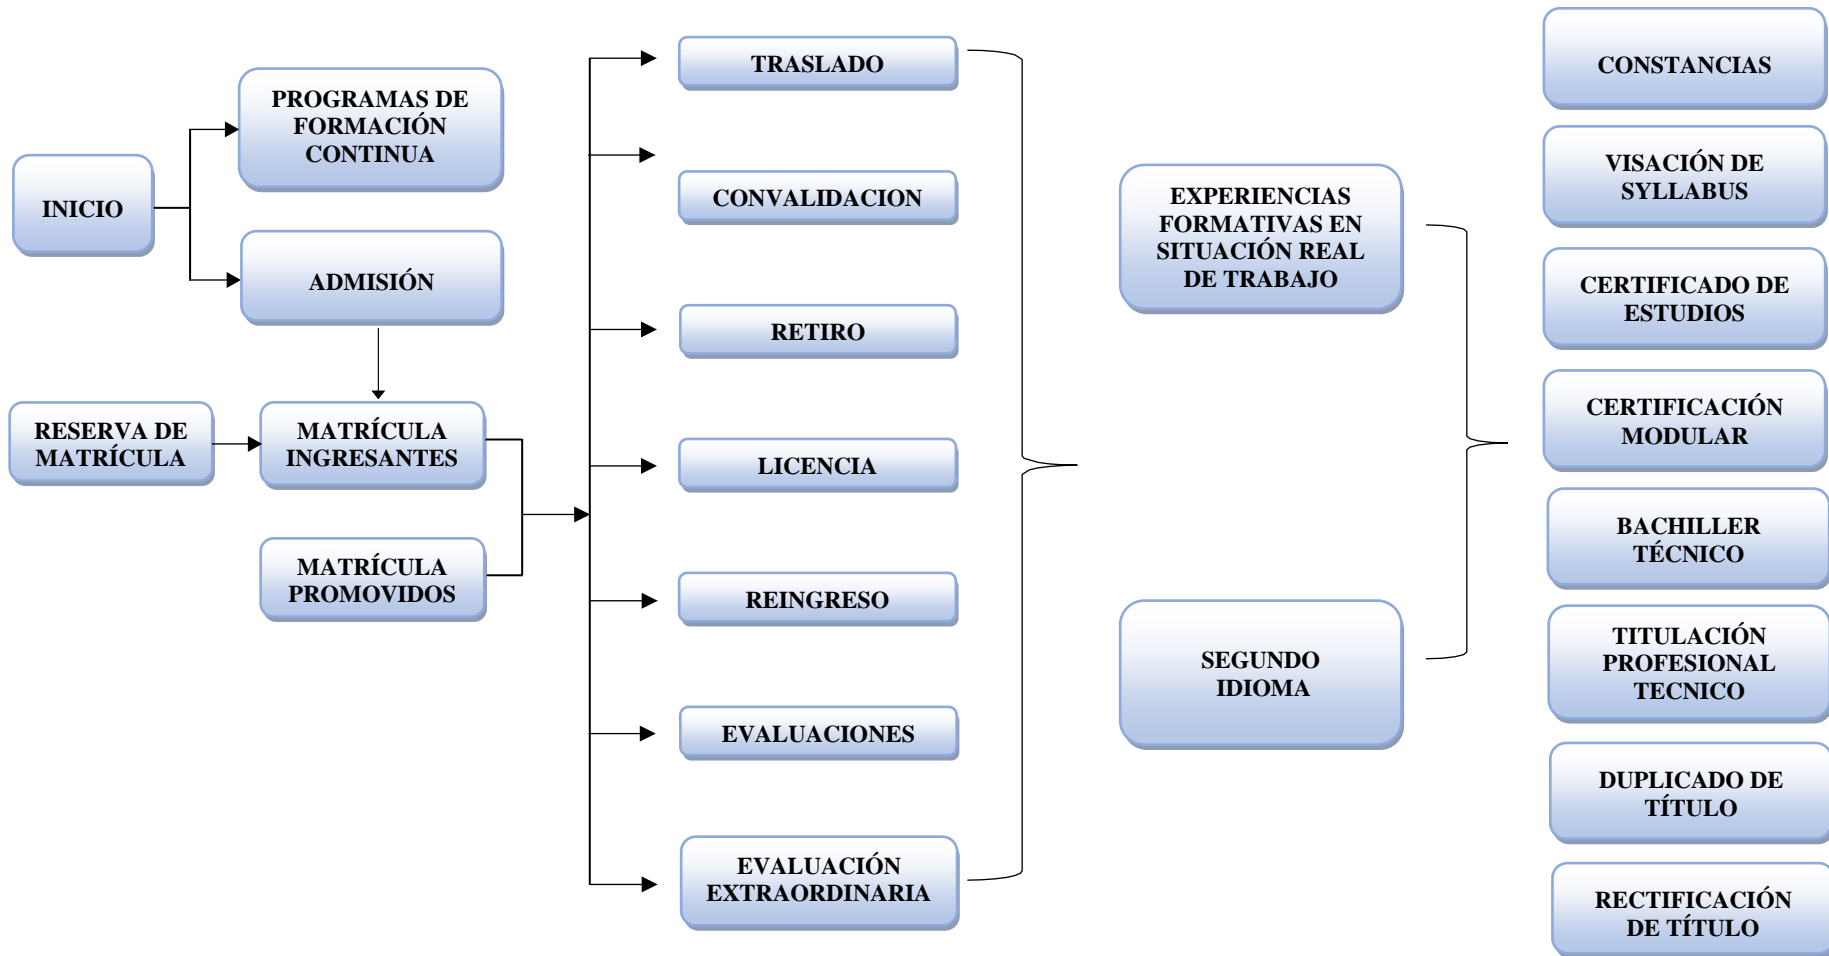 INICIO
PROGRAMAS DE
FORMACIÓN
CONTINUA
ADMISIÓN
RESERVA DE
MATRÍCULA
MATRÍCULA
INGRESANTES
MATRÍCULA
PROMOVIDOS
TRASLADO
CONVALIDACION
RETIRO
LICENCIA
REINGRESO
EVALUACIONES
EVALUACIÓN
EXTRAORDINARIA
EXPERIENCIAS
FORMATIVAS EN
SITUACIÓN REAL
DE TRABAJO
SEGUNDO
IDIOMA
CONSTANCIAS
VISACIÓN DE
SYLLABUS
CERTIFICADO DE
ESTUDIOS
CERTIFICACIÓN
MODULAR
BACHILLER
TÉCNICO
TITULACIÓN
PROFESIONAL
TECNICO
DUPLICADO DE
TÍTULO
RECTIFICACIÓN
DE TÍTULO